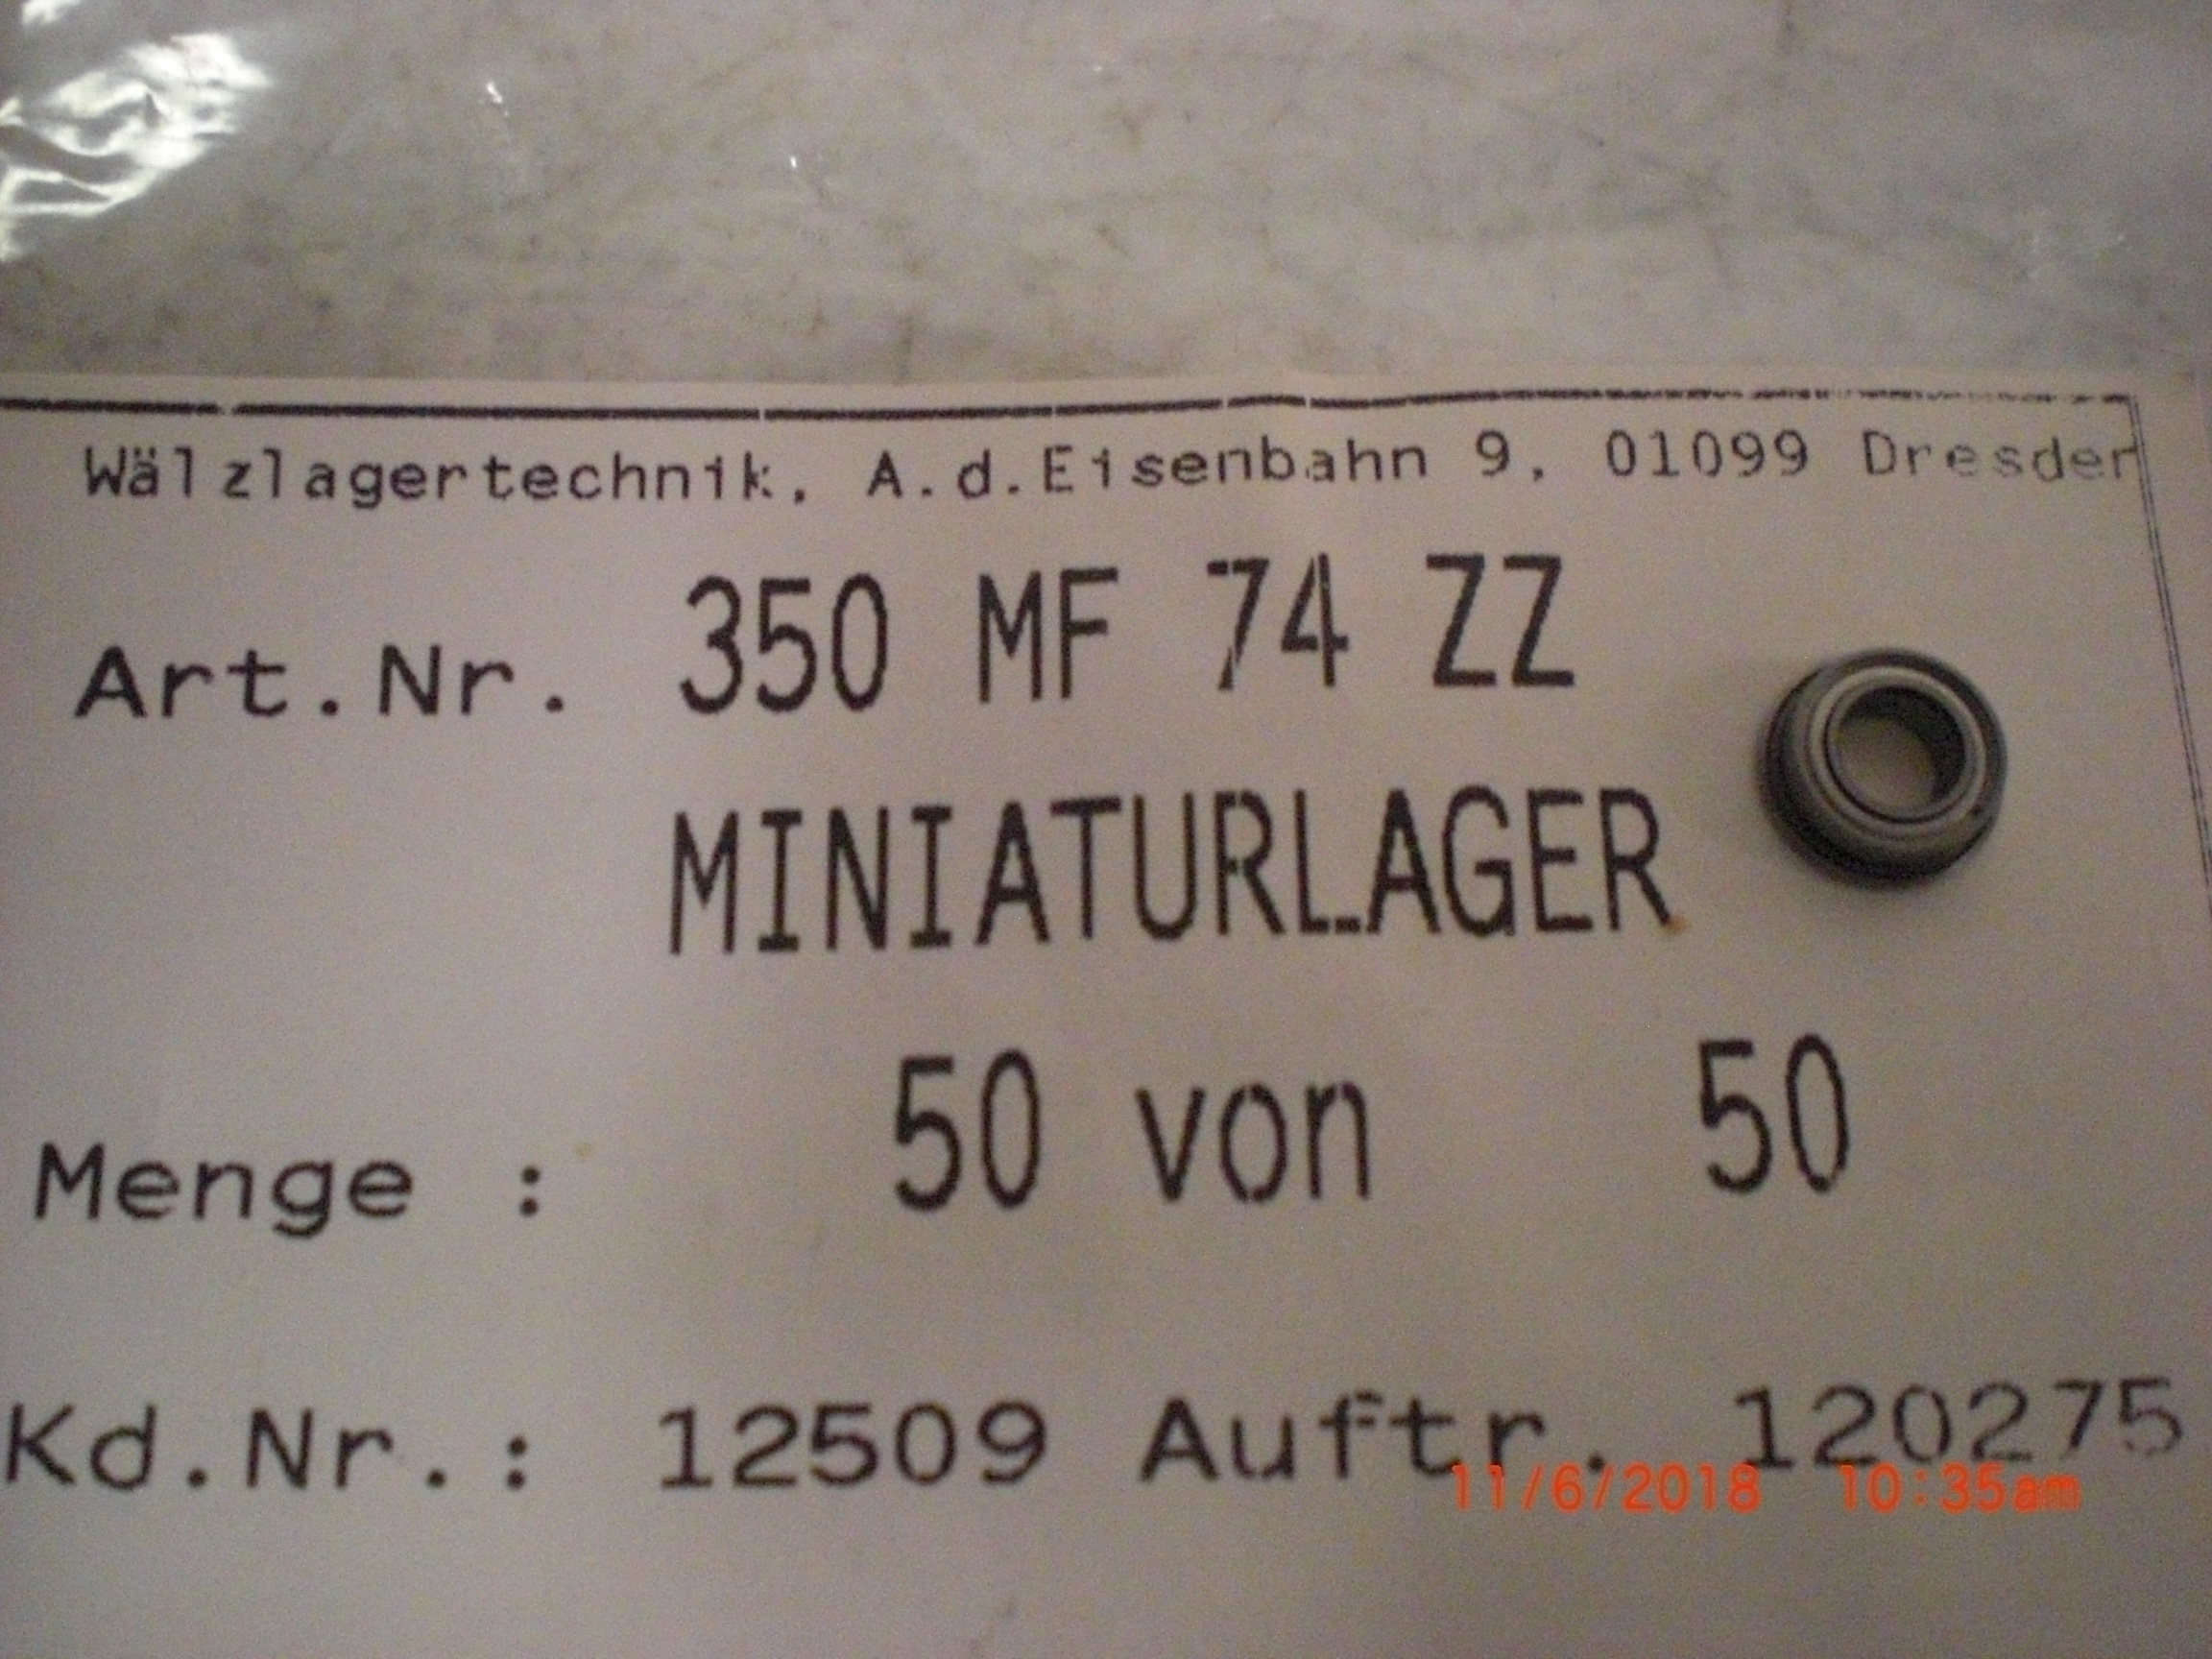 Wälzlagertechnik, A.d.Eisenbahn 9, 01099 Dresden
Art.Nr. 350 MF 74 ZZ
MINIATURLAGER
Menge : 50 von 50
Kd.Nr.: 12509 Auftr. 120275
11/6/2018 10:35am